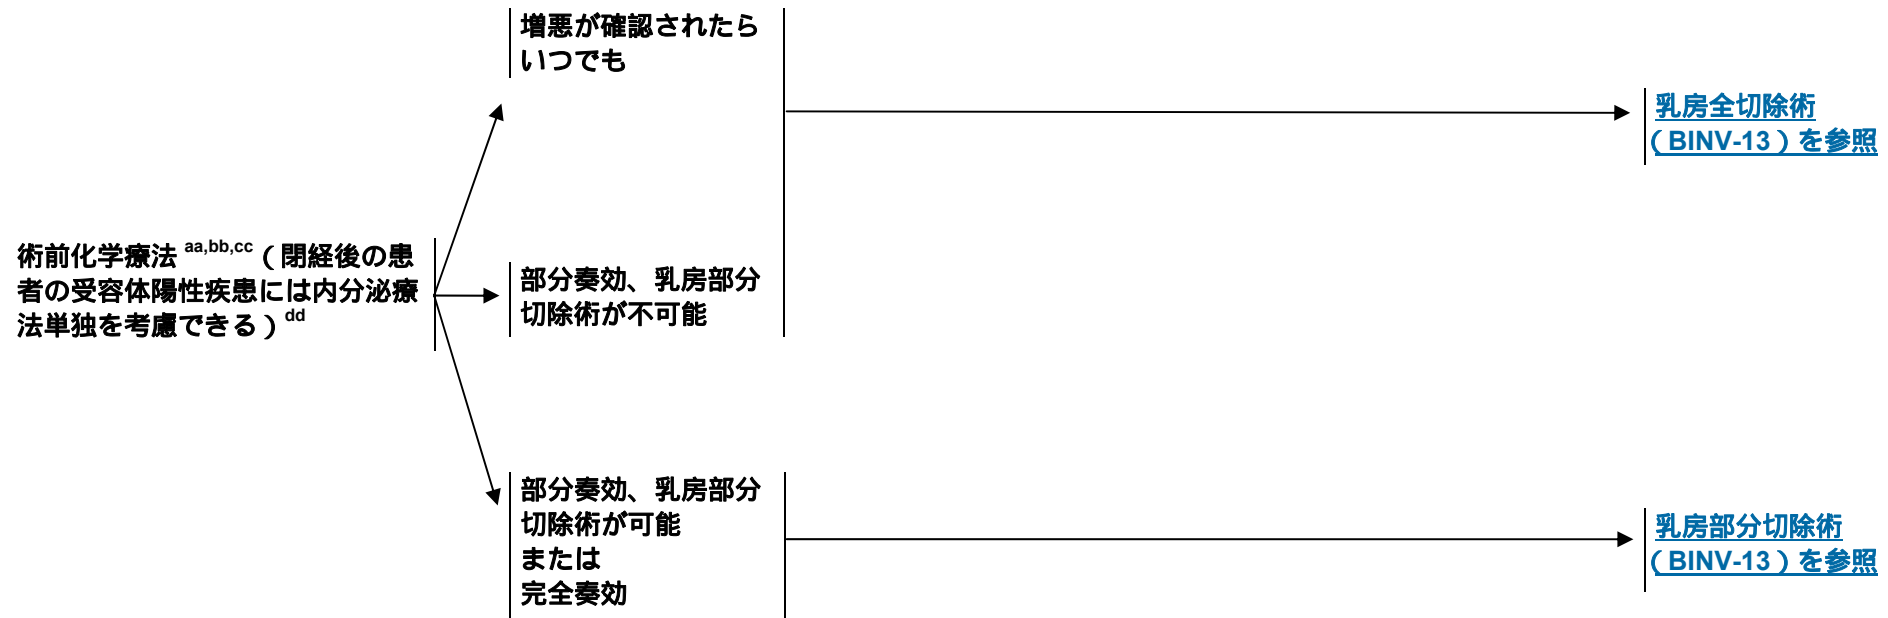 増悪が確認されたら
いつでも
乳房全切除術
（BINV-13）を参照
術前化学療法 aa,bb,cc（閉経後の患
者の受容体陽性疾患には内分泌療
法単独を考慮できる）dd
部分奏効、乳房部分
切除術が不可能
部分奏効、乳房部分
切除術が可能
または
完全奏効
乳房部分切除術
（BINV-13）を参照